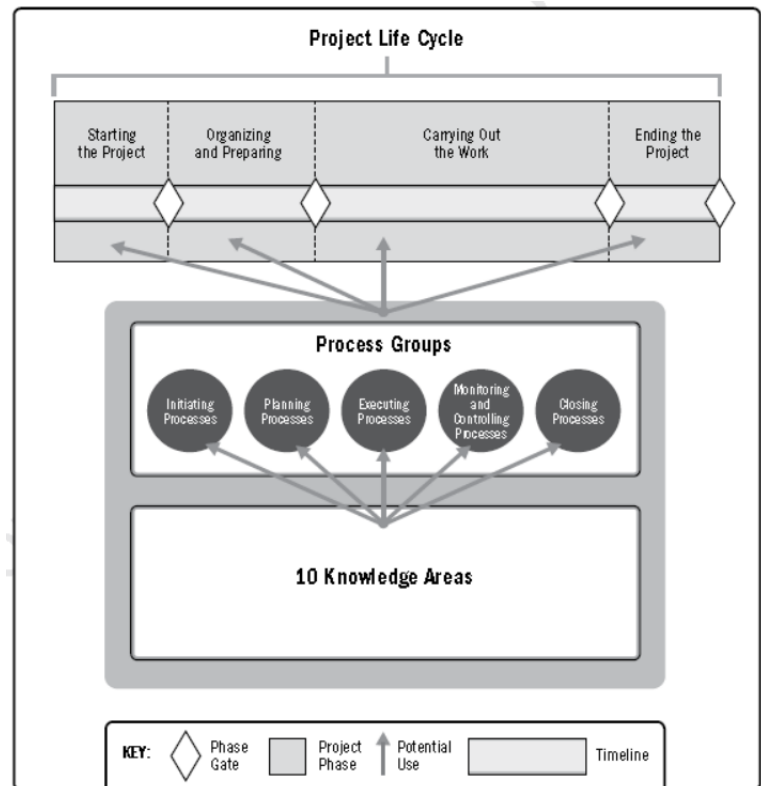 Project Life Cycle
Starting
the Project
Organizing
and Preparing
Carrying Out
the Work
Ending the
Project
Process Groups
Initiating
Processes
Planning
Processes
Executing
Processes
Monitoring
and
Controlling
Processes
Closing
Processes
10 Knowledge Areas
KEY:
Phase
Gate
Project
Phase
Potential
Use
Timeline